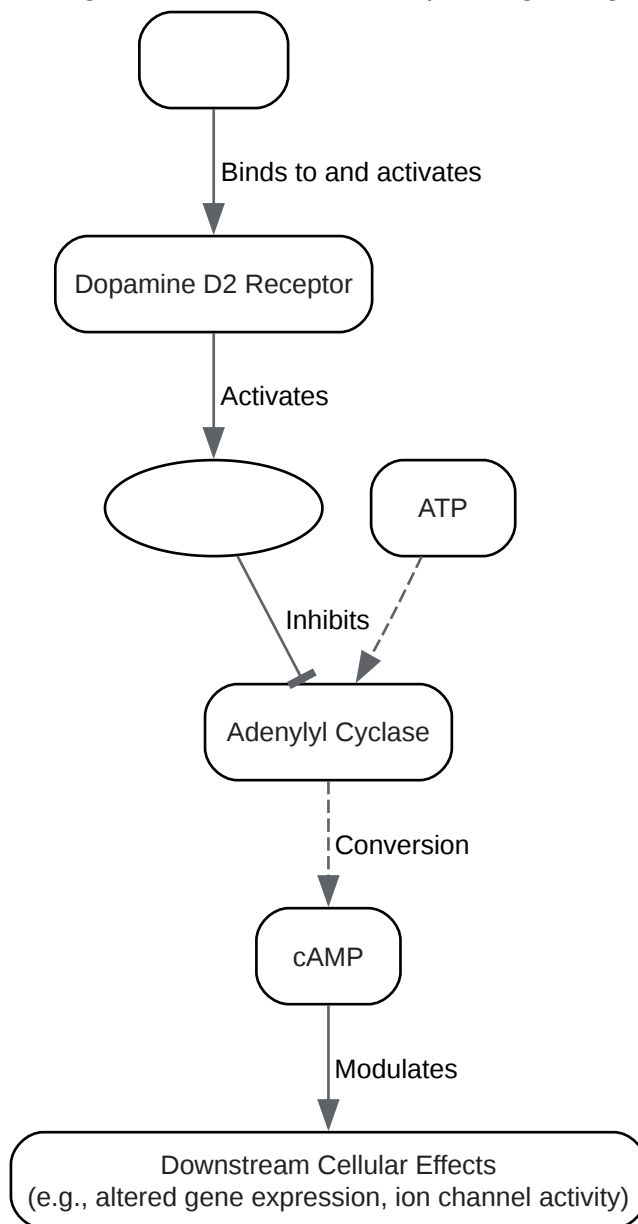 Binds to and activates
Dopamine D2 Receptor
Activates
ATP
Inhibits
Adenylyl Cyclase
Conversion
cAMP
Modulates
Downstream Cellular Effects
(e.g., altered gene expression, ion channel activity)